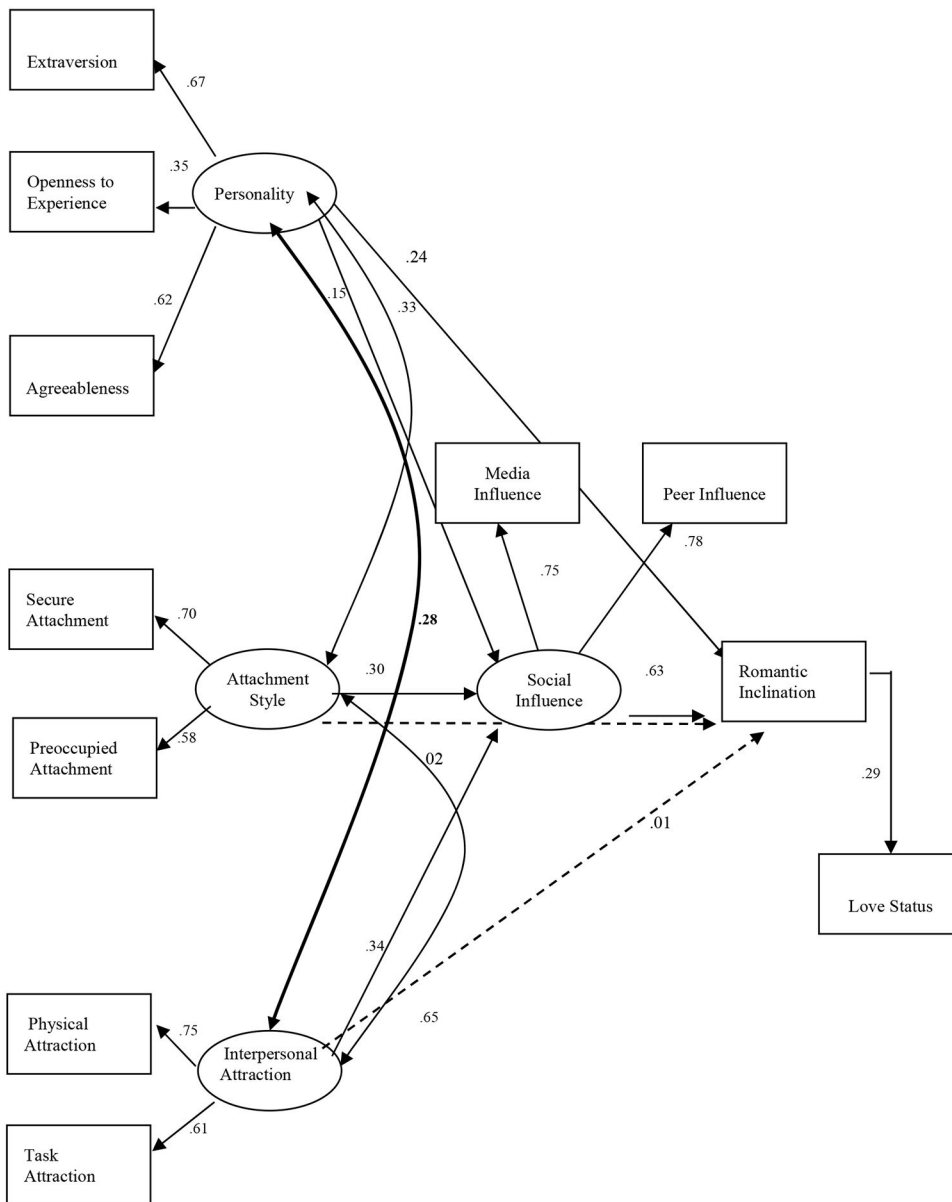 Extraversion
.67
.35
Openness to
Experience
Personality
.24
.15
.33
.62
Agreeableness
Media
Influence
Peer Influence
.78
.75
Secure
Attachment
.70
.28
Attachment
Style
.30
Social
Influence
.63
Romantic
Inclination
Preoccupied
Attachment
.58
02
.29
.01
Love Status
.34
.65
Physical
Attraction
.75
Interpersonal
Attraction
.61
Task
Attraction